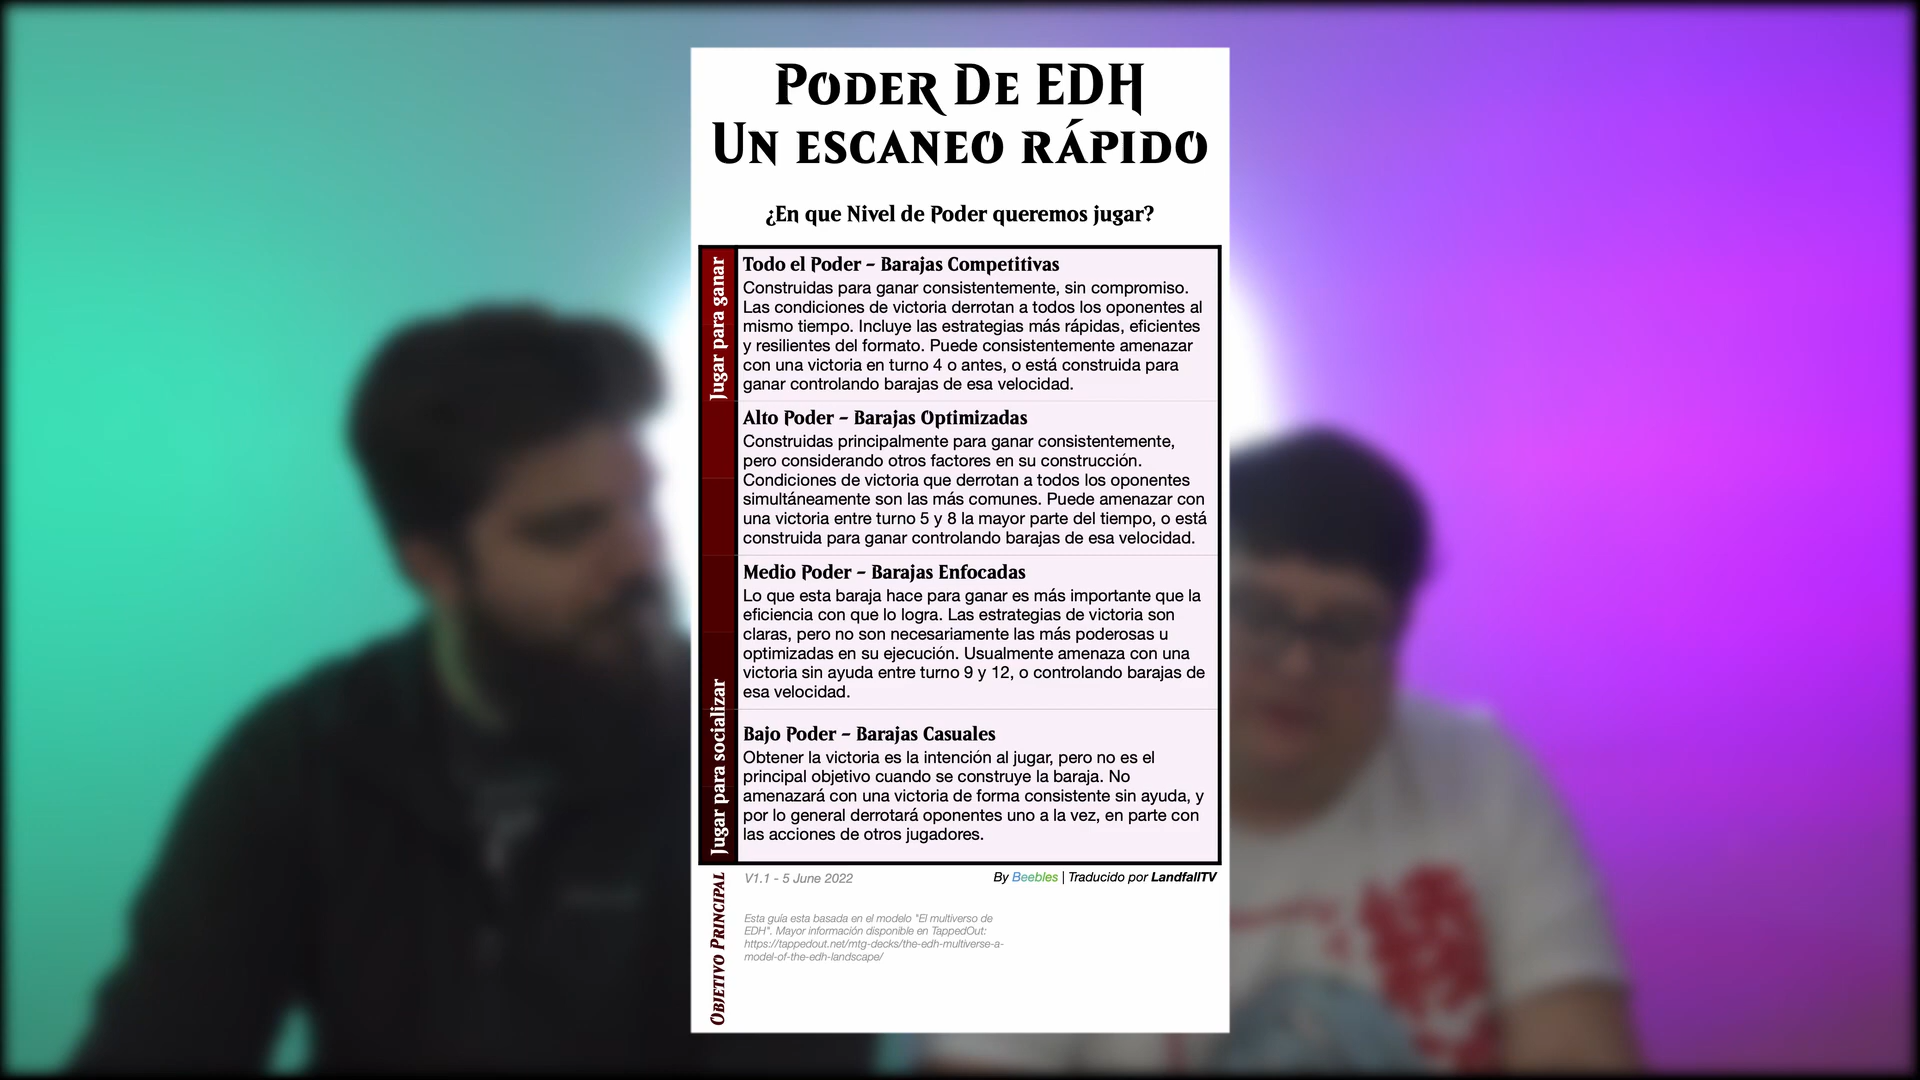 Poder De EDH
Un escaneo rápido
¿En que Nivel de Poder queremos jugar?
Jugar para ganar
Todo el Poder – Barajas Competitivas
Construidas para ganar consistentemente, sin compromiso.
Las condiciones de victoria derrotan a todos los oponentes al
mismo tiempo. Incluye las estrategias más rápidas, eficientes
y resilientes del formato. Puede consistentemente amenazar
con una victoria en turno 4 o antes, o está construida para
ganar controlando barajas de esa velocidad.
Alto Poder – Barajas Optimizadas
Construidas principalmente para ganar consistentemente,
pero considerando otros factores en su construcción.
Condiciones de victoria que derrotan a todos los oponentes
simultáneamente son las más comunes. Puede amenazar con
una victoria entre turno 5 y 8 la mayor parte del tiempo, o está
construida para ganar controlando barajas de esa velocidad.
Medio Poder – Barajas Enfocadas
Lo que esta baraja hace para ganar es más importante que la
eficiencia con que lo logra. Las estrategias de victoria son
claras, pero no son necesariamente las más poderosas u
optimizadas en su ejecución. Usualmente amenaza con una
victoria sin ayuda entre turno 9 y 12, o controlando barajas de
esa velocidad.
Jugar para socializar
Bajo Poder – Barajas Casuales
Obtener la victoria es la intención al jugar, pero no es el
principal objetivo cuando se construye la baraja. No
amenazará con una victoria de forma consistente sin ayuda, y
por lo general derrotará oponentes uno a la vez, en parte con
las acciones de otros jugadores.
Objetivo Principal
V1.1 - 5 June 2022
By Beebles | Traducido por LandfallTV
Esta guía esta basada en el modelo "El multiverso de
EDH". Mayor información disponible en TappedOut:
https://tappedout.net/mtg-decks/the-edh-multiverse-a-
model-of-the-edh-landscape/